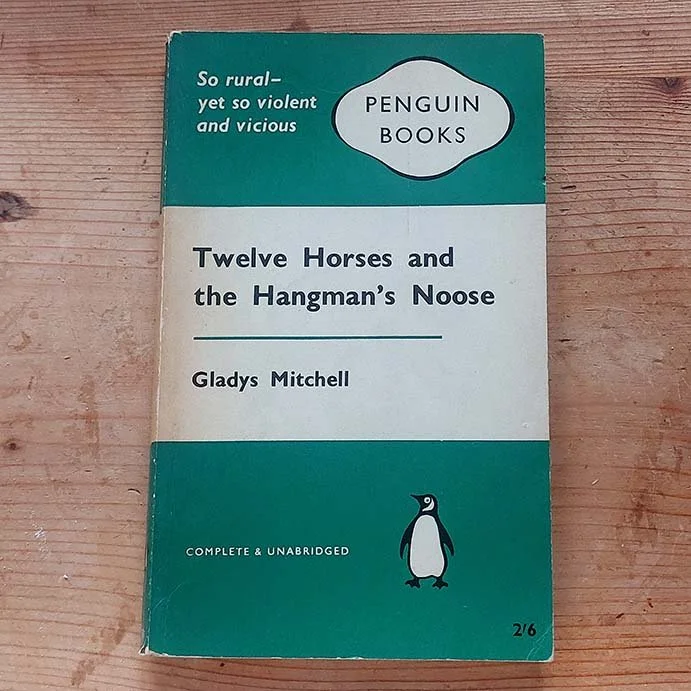 So rural–
yet so violent
and vicious
PENGUIN
BOOKS
Twelve Horses and
the Hangman's Noose
Gladys Mitchell
COMPLETE & UNABRIDGED
2/6